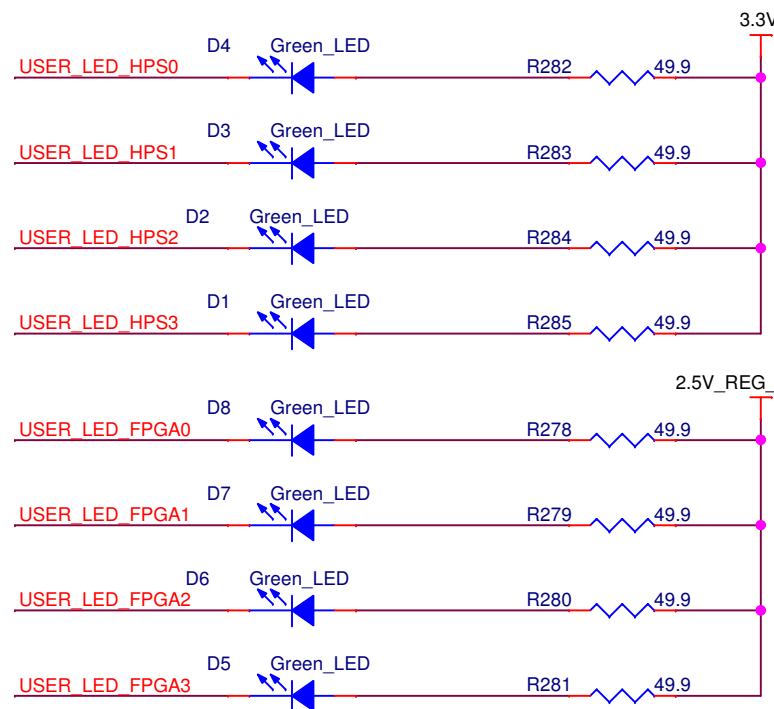 3.3V
D4 Green_LED
USER_LED_HPS0 R282 49.9
D3 Green_LED
USER_LED_HPS1 R283 49.9
D2 Green_LED
USER_LED_HPS2 R284 49.9
D1 Green_LED
USER_LED_HPS3 R285 49.9
2.5V_REG_
D8 Green_LED
USER_LED_FPGA0 R278 49.9
D7 Green_LED
USER_LED_FPGA1 R279 49.9
D6 Green_LED
USER_LED_FPGA2 R280 49.9
D5 Green_LED
USER_LED_FPGA3 R281 49.9